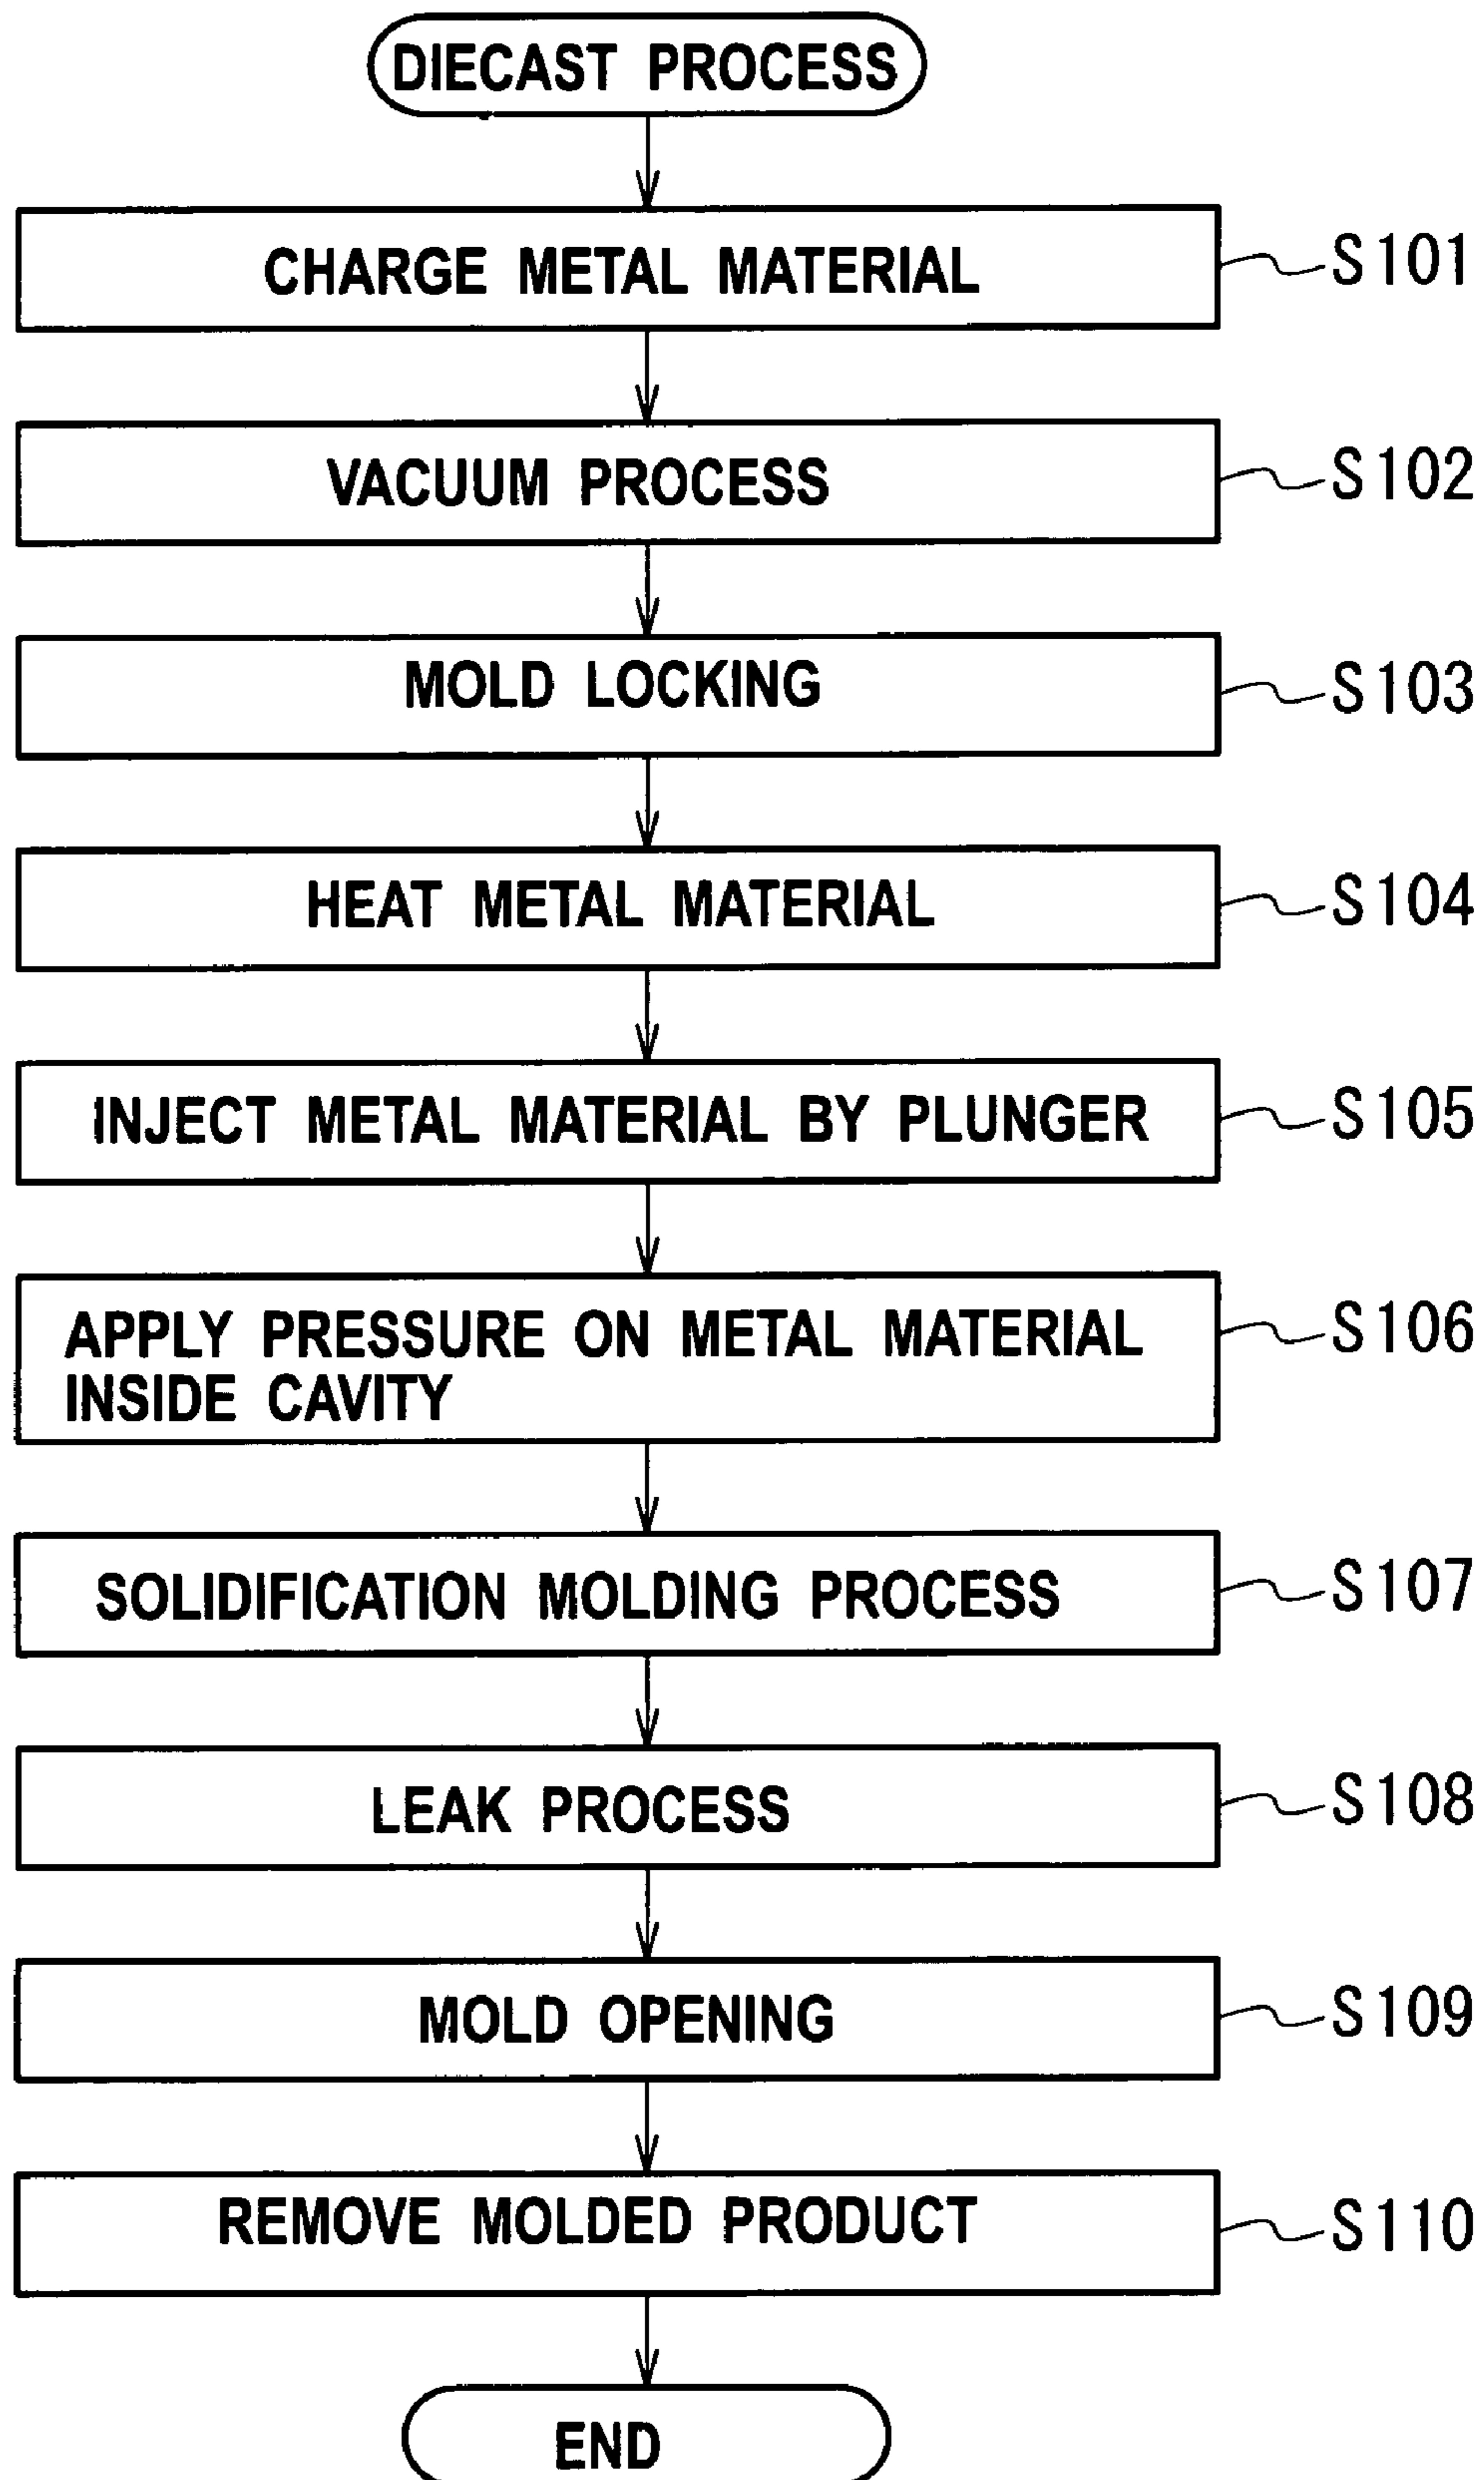 DIECAST PROCESS
CHARGE METAL MATERIAL
S101
VACUUM PROCESS
S102
MOLD LOCKING
S103
HEAT METAL MATERIAL
S104
INJECT METAL MATERIAL BY PLUNGER
S105
APPLY PRESSURE ON METAL MATERIAL
INSIDE CAVITY
S106
SOLIDIFICATION MOLDING PROCESS
S107
LEAK PROCESS
S108
MOLD OPENING
S109
REMOVE MOLDED PRODUCT
S110
END